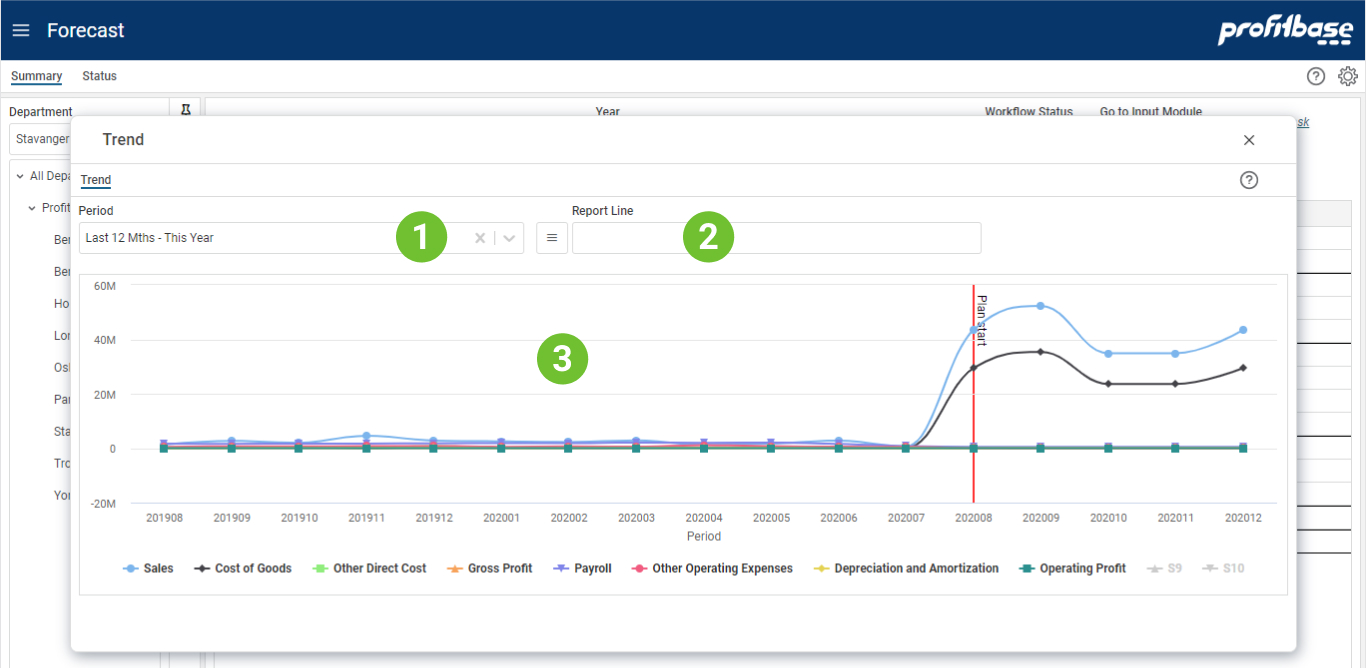 Forecast
profitbase
Summary Status
Department Year Workflow Status Go to Input Module
Stavanger sk
Trend
All Depa
Trend
Profit
Period Report Line
Last 12 Mths - This Year 1 2
Ber
Ber
Ho
Lon
Osl
Par
Sta
Tro
Yor
60M
40M
20M
0
-20M
Plan start
3
201908 201909 201910 201911 201912 202001 202002 202003 202004 202005 202006 202007 202008 202009 202010 202011 202012
Period
Sales Cost of Goods Other Direct Cost Gross Profit Payroll Other Operating Expenses Depreciation and Amortization Operating Profit S9 S10